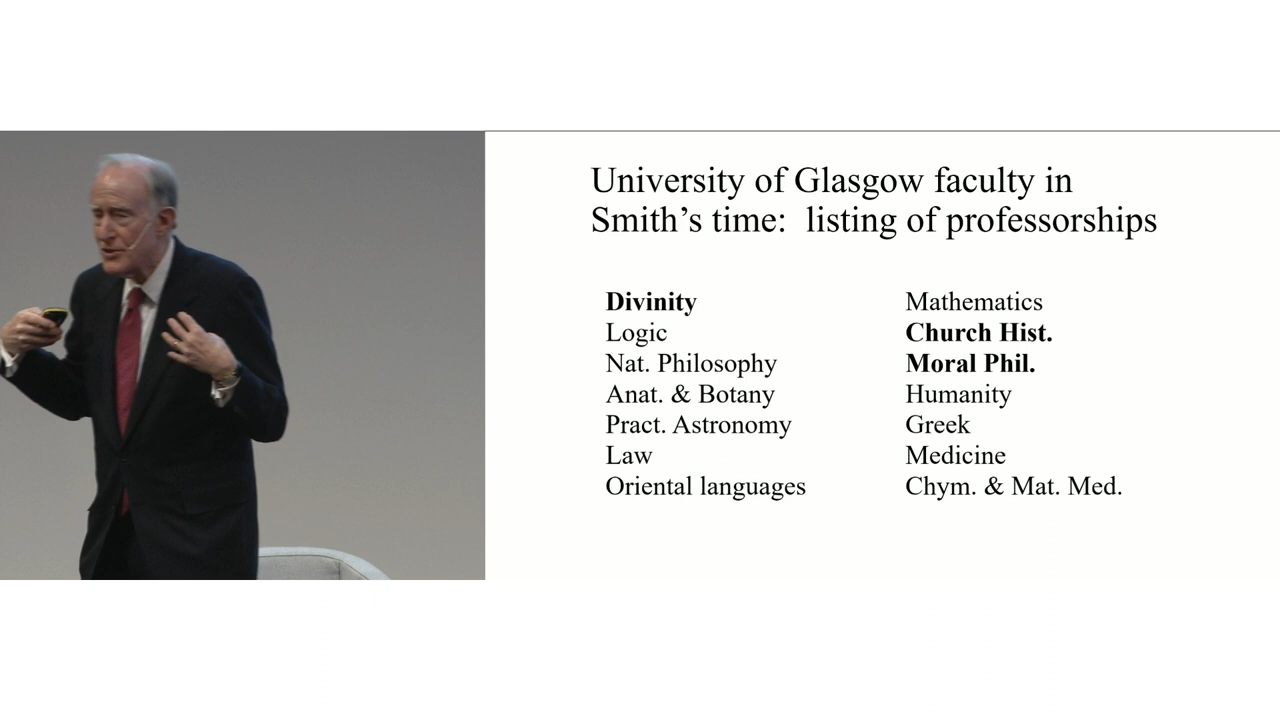 University of Glasgow faculty in
Smith’s time:  listing of professorships
Divinity
Logic
Nat. Philosophy
Anat. & Botany
Pract. Astronomy
Law
Oriental languages
Mathematics
Church Hist.
Moral Phil.
Humanity
Greek
Medicine
Chym. & Mat. Med.